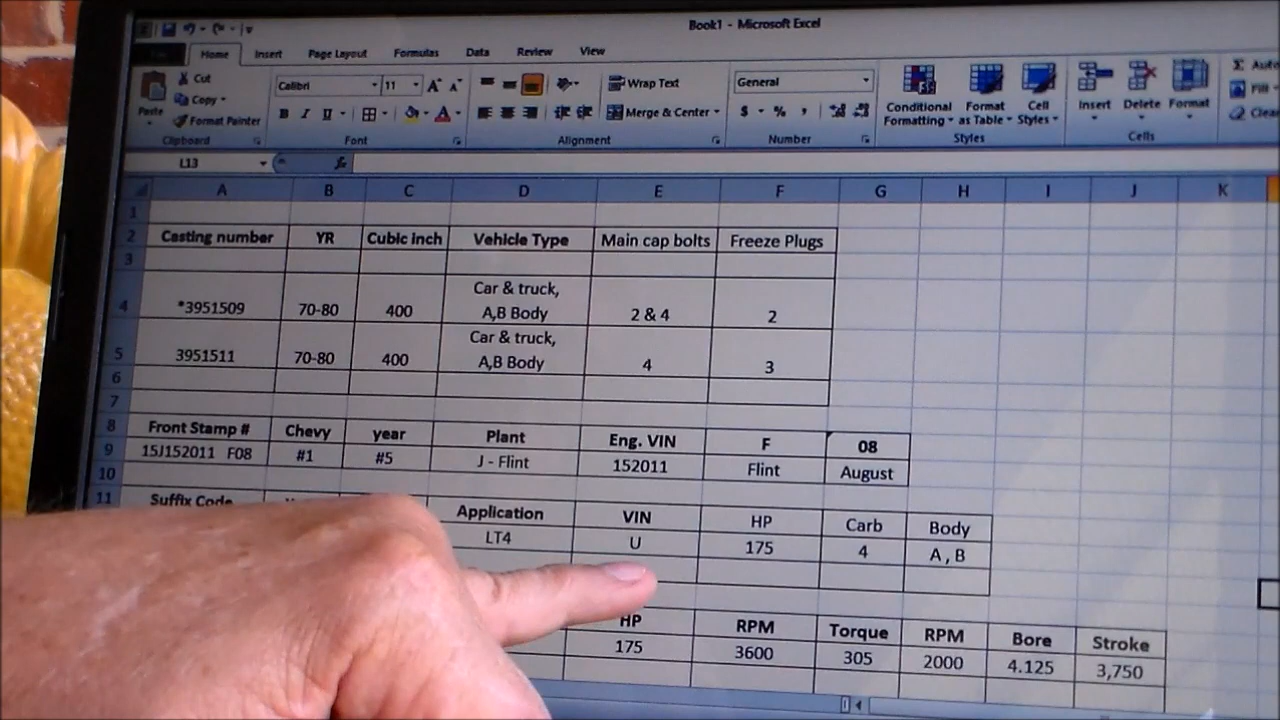 Book1 - Microsoft Excel
Home Insert Page Layout Formulas Data Review View
Cut
Copy
Paste Format Painter
Clipboard
Calibri 11 A A
B I U A
Font
Wrap Text
Merge & Center
Alignment
General
$ % ,
Number
Conditional Formatting Format as Table Cell Styles
Styles
Insert Delete Format
Cells
Σ
Fill
L13 fx
A B C D E F G H I J K
1
2 Casting number YR Cubic inch Vehicle Type Main cap bolts Freeze Plugs
3
4 *3951509 70-80 400 Car & truck, A,B Body 2 & 4 2
5 3951511 70-80 400 Car & truck, A,B Body 4 3
6
7
8 Front Stamp # Chevy year Plant Eng. VIN F 08
9 15J152011 F08 #1 #5 J - Flint 152011 Flint August
10
11 Suffix Code Application VIN HP Carb Body
LT4 U 175 4 A , B
HP RPM Torque RPM Bore Stroke
175 3600 305 2000 4.125 3,750